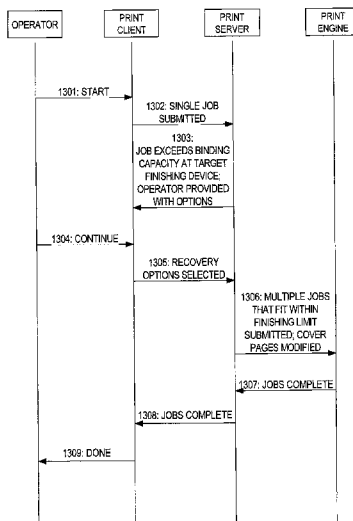 OPERATOR
PRINT
CLIENT
PRINT
SERVER
PRINT
ENGINE
1301: START
1302: SINGLE JOB
SUBMITTED
1303:
JOB EXCEEDS BINDING
CAPACITY AT TARGET
FINISHING DEVICE;
OPERATOR PROVIDED
WITH OPTIONS
1304: CONTINUE
1305: RECOVERY
OPTIONS SELECTED
1306: MULTIPLE JOBS
THAT FIT WITHIN
FINISHING LIMIT
SUBMITTED; COVER
PAGES MODIFIED
1307: JOBS COMPLETE
1308: JOBS COMPLETE
1309: DONE